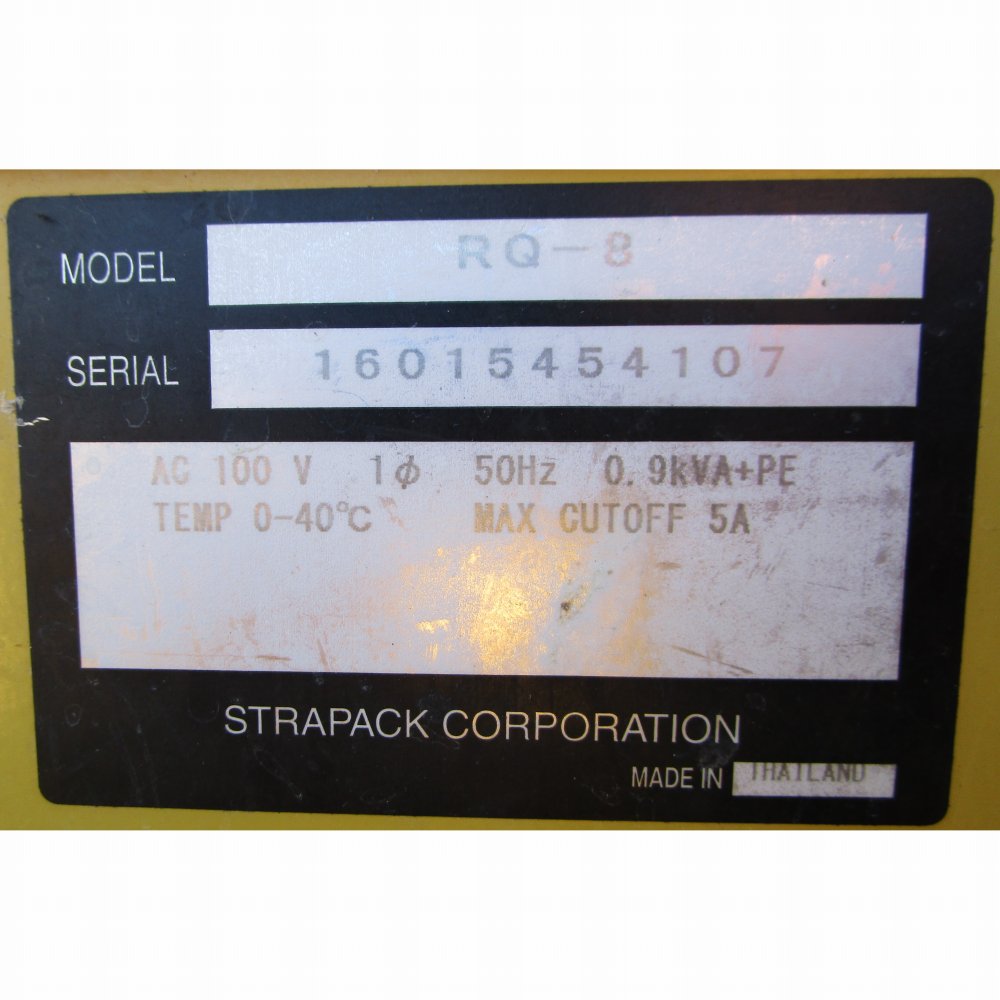 MODEL RQ-8
SERIAL 16015454107
AC 100 V 1ϕ 50Hz 0.9kVA+PE
TEMP 0-40℃ MAX CUTOFF 5A
STRAPACK CORPORATION
MADE IN THAILAND